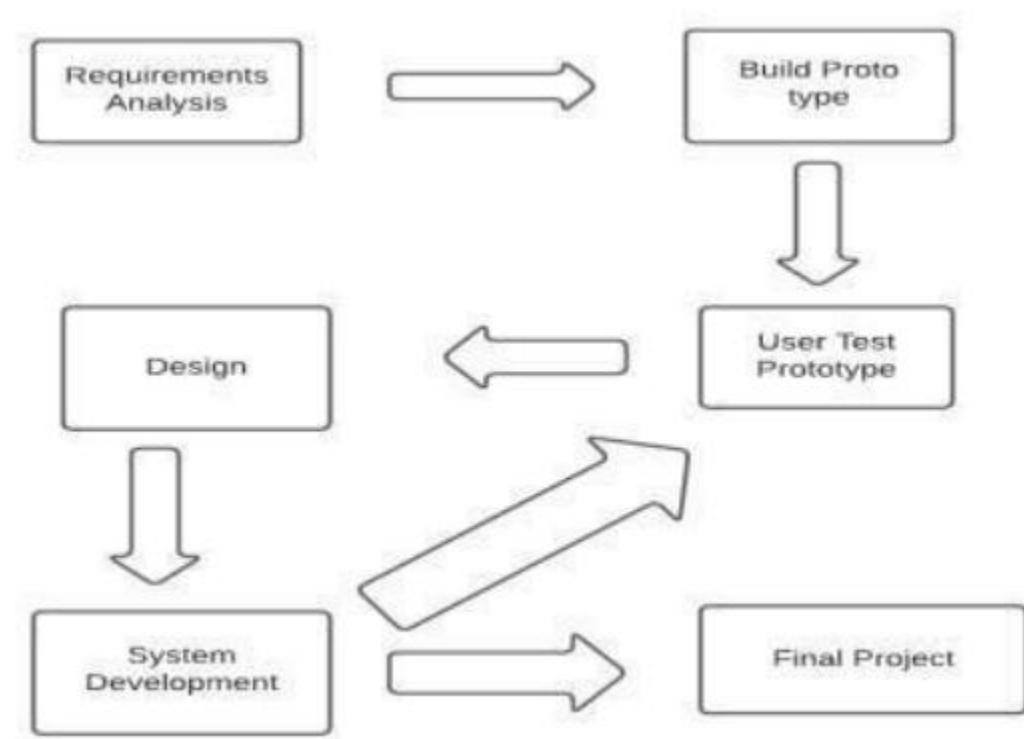 Requirements
Analysis
Build Proto
type
User Test
Prototype
Design
System
Development
Final Project